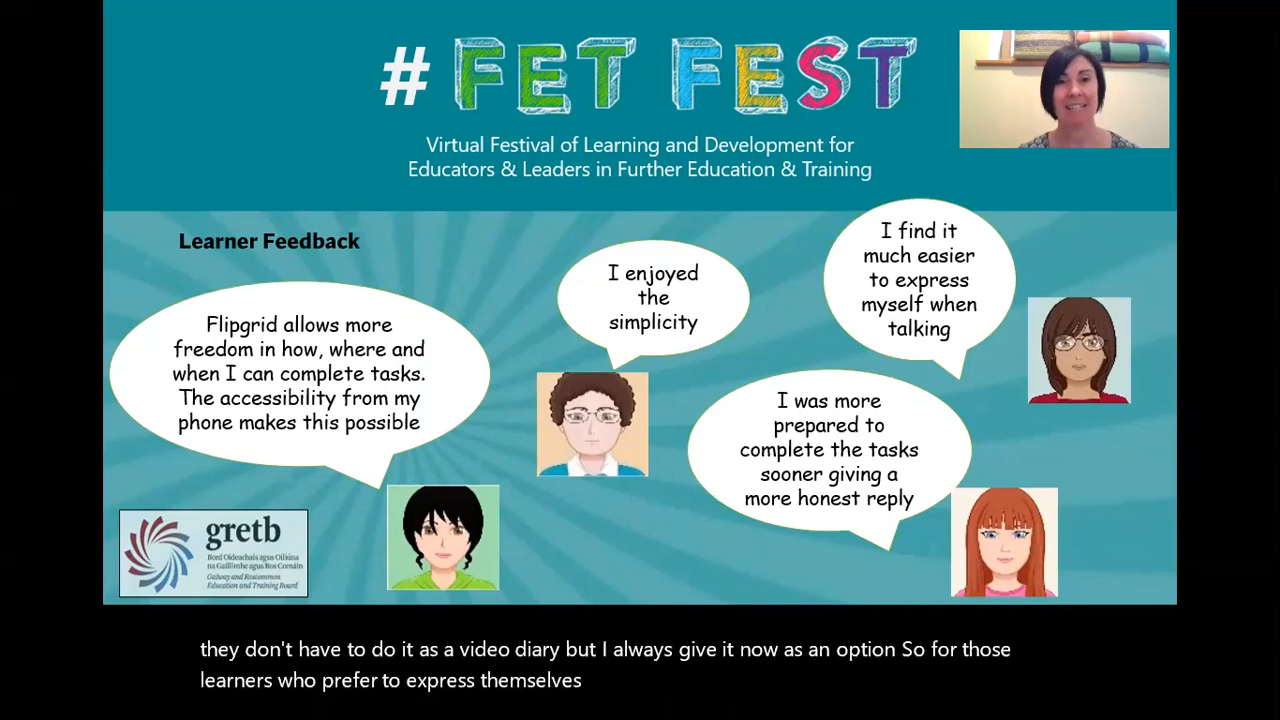 # FET FEST
Virtual Festival of Learning and Development for
Educators & Leaders in Further Education & Training
Learner Feedback
Flipgrid allows more
freedom in how, where and
when I can complete tasks.
The accessibility from my
phone makes this possible
I enjoyed
the
simplicity
I find it
much easier
to express
myself when
talking
I was more
prepared to
complete the tasks
sooner giving a
more honest reply
gretb
Bord Oideachais agus Oiliúna
na Gaillimhe agus Ros Comáin
Galway and Roscommon
Education and Training Board
they don't have to do it as a video diary but I always give it now as an option So for those
learners who prefer to express themselves